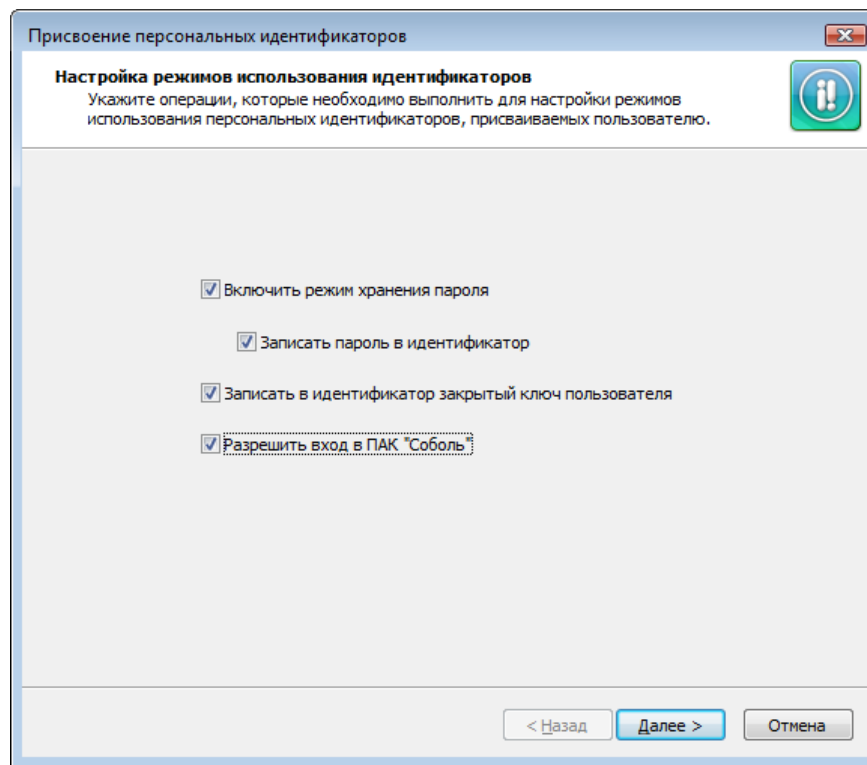 Присвоение персональных идентификаторов
Настройка режимов использования идентификаторов
Укажите операции, которые необходимо выполнить для настройки режимов
использования персональных идентификаторов, присваиваемых пользователю.
Включить режим хранения пароля
Записать пароль в идентификатор
Записать в идентификатор закрытый ключ пользователя
Разрешить вход в ПАК "Соболь"
< Назад Далее > Отмена